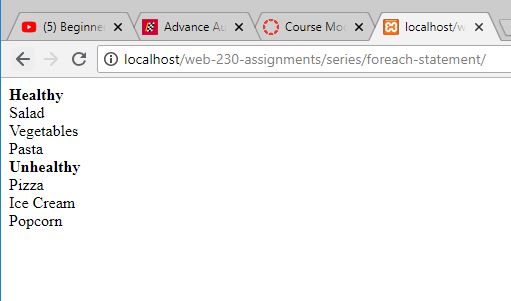 (5) Beginne
Advance Au
Course Mo
localhost/w
localhost/web-230-assignments/series/foreach-statement/
Healthy
Salad
Vegetables
Pasta
Unhealthy
Pizza
Ice Cream
Popcorn